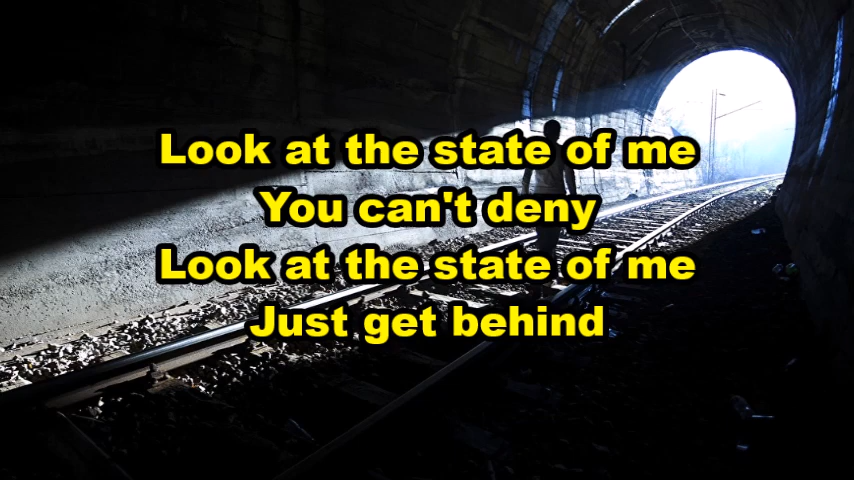 Look at the state of me
You can't deny
Look at the state of me
Just get behind